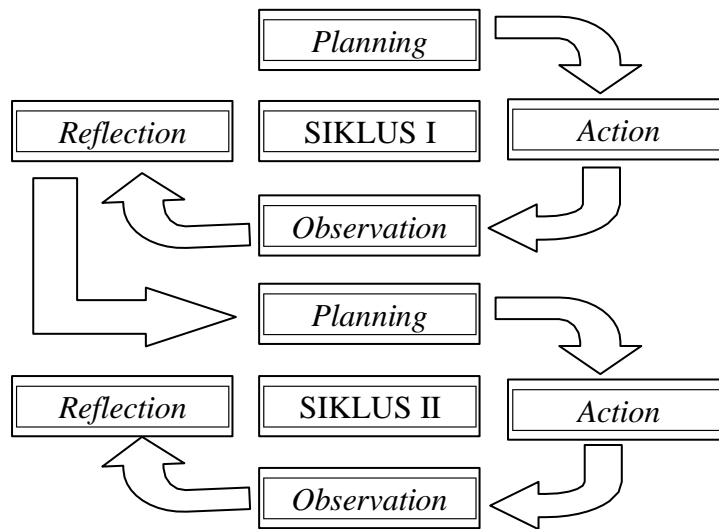 Planning
Reflection
SIKLUS I
Action
Observation
Planning
Reflection
SIKLUS II
Action
Observation